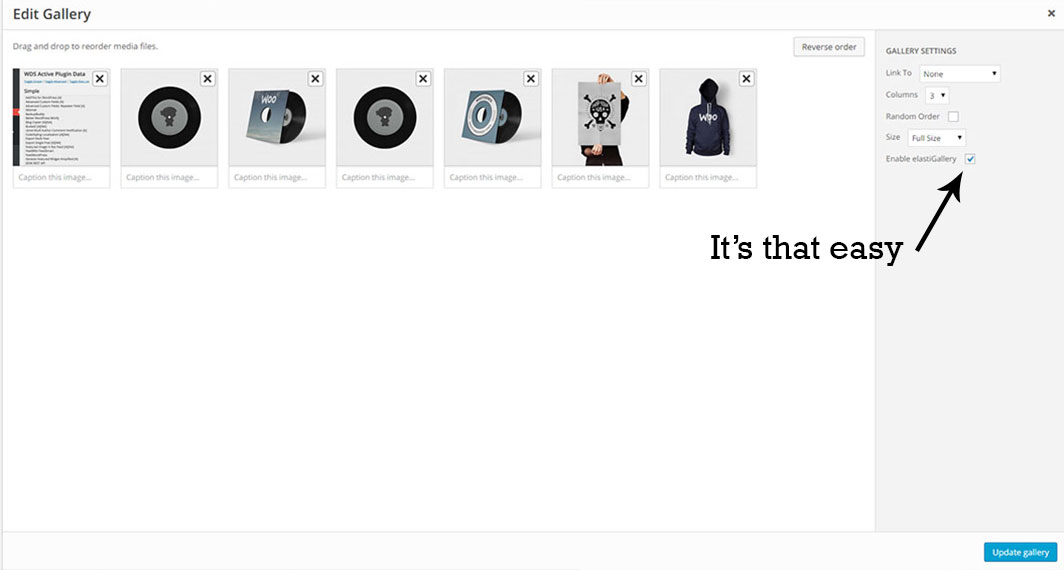 Edit Gallery
Drag and drop to reorder media files.
Reverse order
WDS Active Plugin Data
Simple
Caption this image...
Caption this image...
WOO
Caption this image...
Caption this image...
Caption this image...
Caption this image...
WOO
Caption this image...
GALLERY SETTINGS
Link To None
Columns 3
Random Order
Size Full Size
Enable elastiGallery
It's that easy
Update gallery